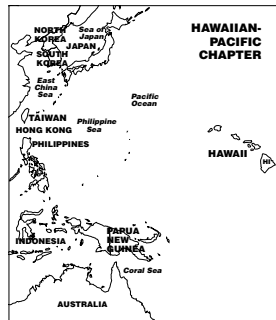 HAWAIIAN-
PACIFIC
CHAPTER
NORTH
KOREA
Sea of
Japan
JAPAN
SOUTH
KOREA
East
China
Sea
Pacific
Ocean
TAIWAN
Philippine
Sea
HONG KONG
PHILIPPINES
HAWAII
HI
INDONESIA
PAPUA
NEW
GUINEA
Coral Sea
AUSTRALIA